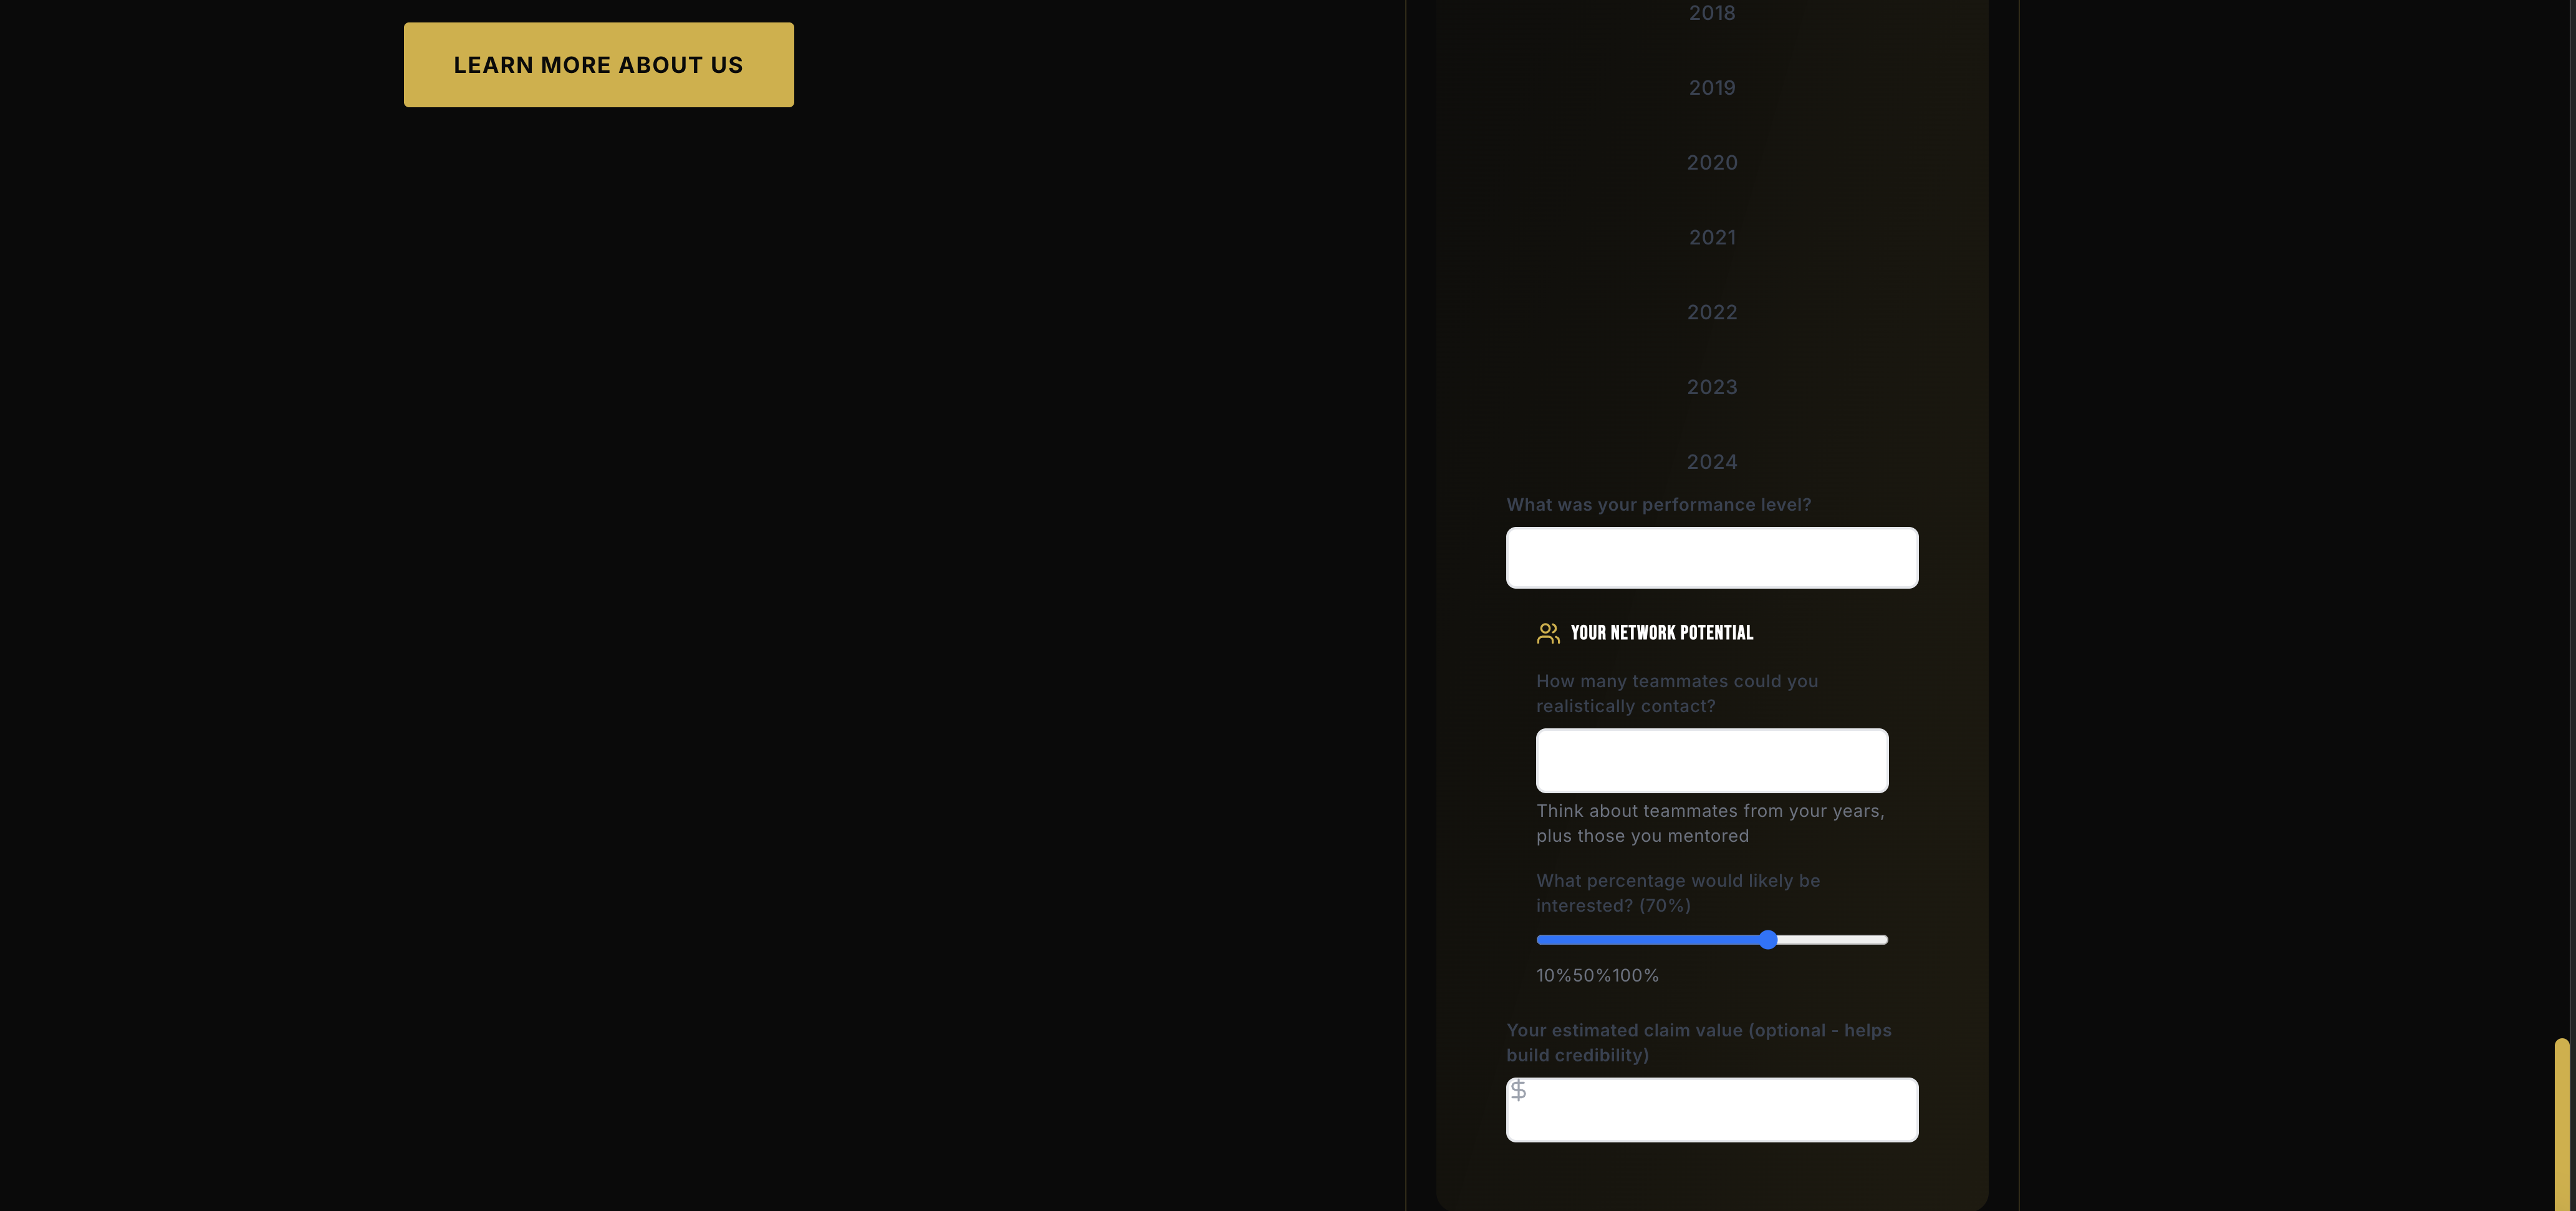 LEARN MORE ABOUT US
2018
2019
2020
2021
2022
2023
2024
What was your performance level?
YOUR NETWORK POTENTIAL
How many teammates could you
realistically contact?
Think about teammates from your years,
plus those you mentored
What percentage would likely be
interested? (70%)
10%50%100%
Your estimated claim value (optional - helps
build credibility)
$